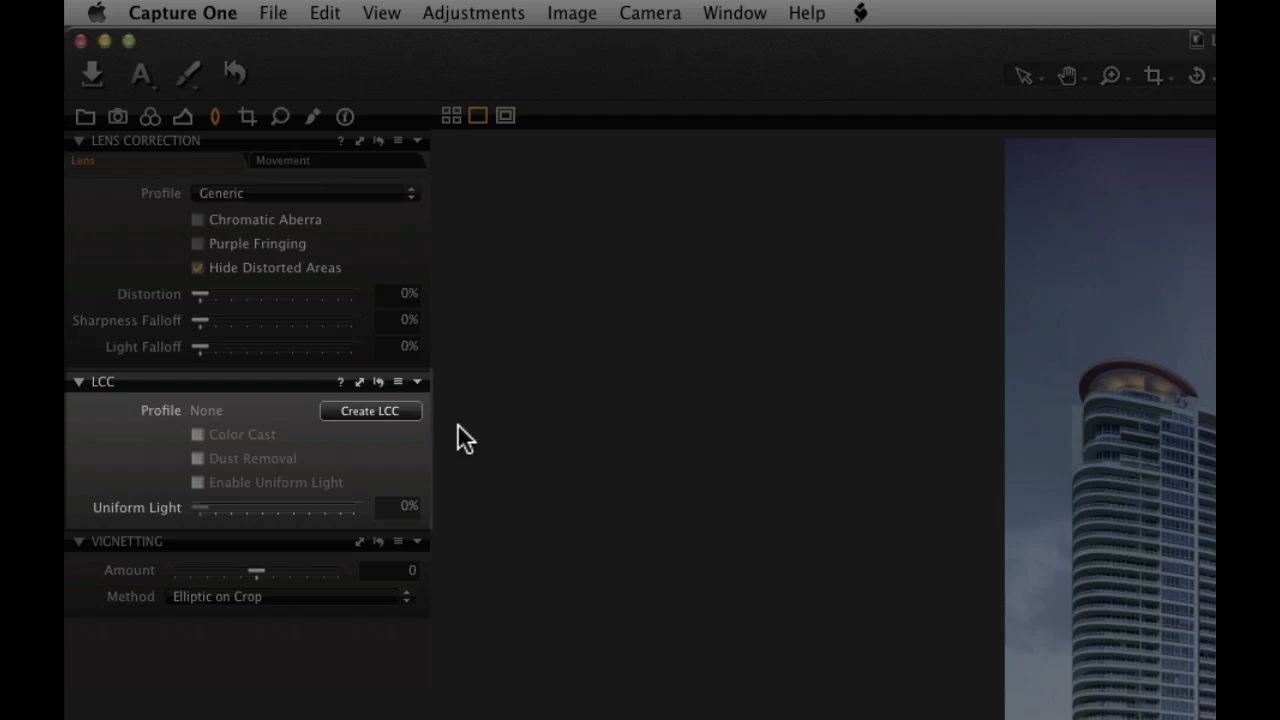 Capture One File Edit View Adjustments Image Camera Window Help
LENS CORRECTION ?
Lens Movement
Profile Generic
Chromatic Aberra
Purple Fringing
Hide Distorted Areas
Distortion 0%
Sharpness Falloff 0%
Light Falloff 0%
LCC ?
Profile None Create LCC
Color Cast
Dust Removal
Enable Uniform Light
Uniform Light 0%
VIGNETTING
Amount 0
Method Elliptic on Crop